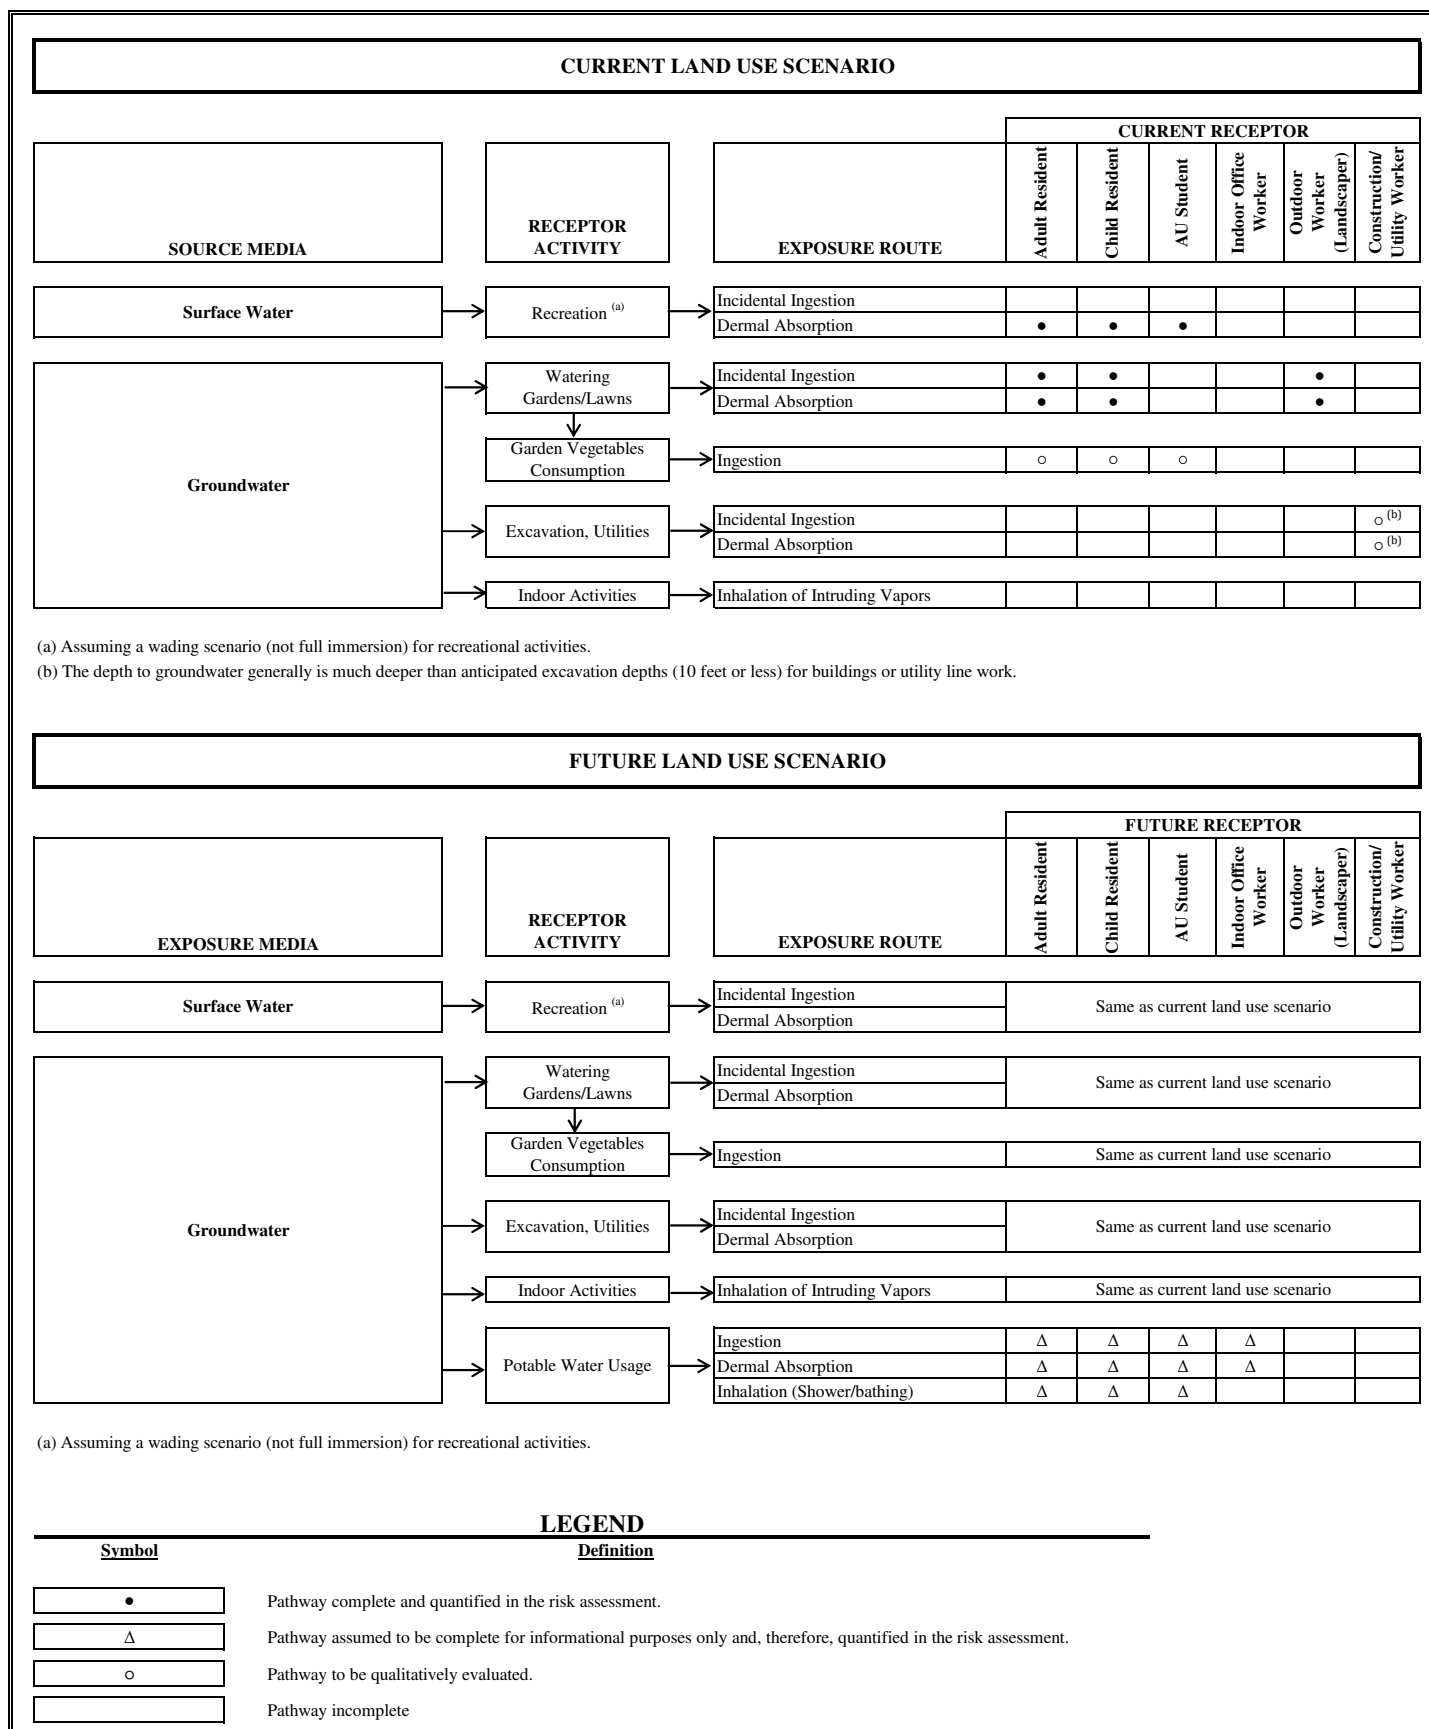 CURRENT LAND USE SCENARIO
CURRENT RECEPTOR
SOURCE MEDIA
RECEPTOR
ACTIVITY
EXPOSURE ROUTE
Adult Resident
Child Resident
AU Student
Indoor Office
Worker
Outdoor
Worker
(Landscaper)
Construction/
Utility Worker
Surface Water
Recreation (a)
Incidental Ingestion
Dermal Absorption ● ● ●
Groundwater
Watering
Gardens/Lawns
Incidental Ingestion ● ● ●
Dermal Absorption ● ● ●
Garden Vegetables
Consumption
Ingestion ○ ○ ○
Excavation, Utilities
Incidental Ingestion ○ (b)
Dermal Absorption ○ (b)
Indoor Activities
Inhalation of Intruding Vapors
(a) Assuming a wading scenario (not full immersion) for recreational activities.
(b) The depth to groundwater generally is much deeper than anticipated excavation depths (10 feet or less) for buildings or utility line work.
FUTURE LAND USE SCENARIO
FUTURE RECEPTOR
EXPOSURE MEDIA
RECEPTOR
ACTIVITY
EXPOSURE ROUTE
Adult Resident
Child Resident
AU Student
Indoor Office
Worker
Outdoor
Worker
(Landscaper)
Construction/
Utility Worker
Surface Water
Recreation (a)
Incidental Ingestion
Dermal Absorption
Same as current land use scenario
Groundwater
Watering
Gardens/Lawns
Incidental Ingestion
Dermal Absorption
Same as current land use scenario
Garden Vegetables
Consumption
Ingestion
Same as current land use scenario
Excavation, Utilities
Incidental Ingestion
Dermal Absorption
Same as current land use scenario
Indoor Activities
Inhalation of Intruding Vapors
Same as current land use scenario
Potable Water Usage
Ingestion Δ Δ Δ Δ
Dermal Absorption Δ Δ Δ Δ
Inhalation (Shower/bathing) Δ Δ Δ
(a) Assuming a wading scenario (not full immersion) for recreational activities.
LEGEND
Symbol Definition
● Pathway complete and quantified in the risk assessment.
Δ Pathway assumed to be complete for informational purposes only and, therefore, quantified in the risk assessment.
○ Pathway to be qualitatively evaluated.
Pathway incomplete